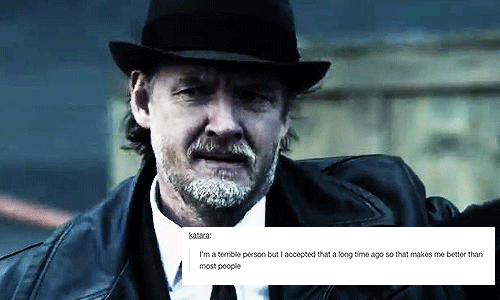 katara:
I'm a terrible person but I accepted that a long time ago so that makes me better than
most people